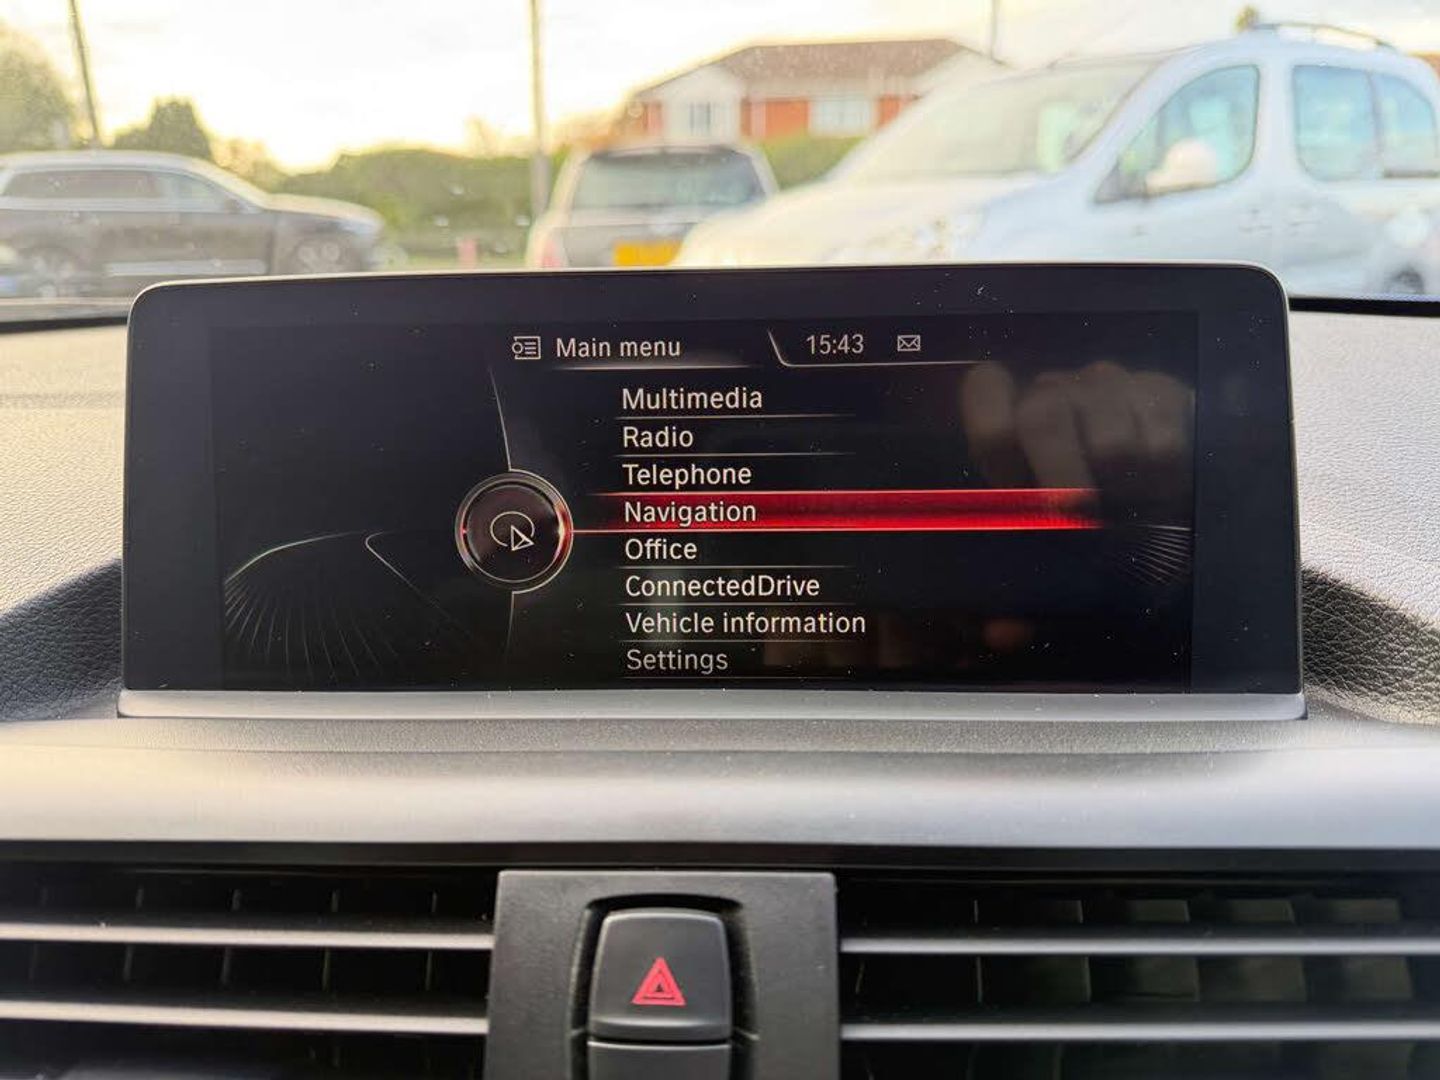 Main menu 15:43
Multimedia
Radio
Telephone
Navigation
Office
ConnectedDrive
Vehicle information
Settings